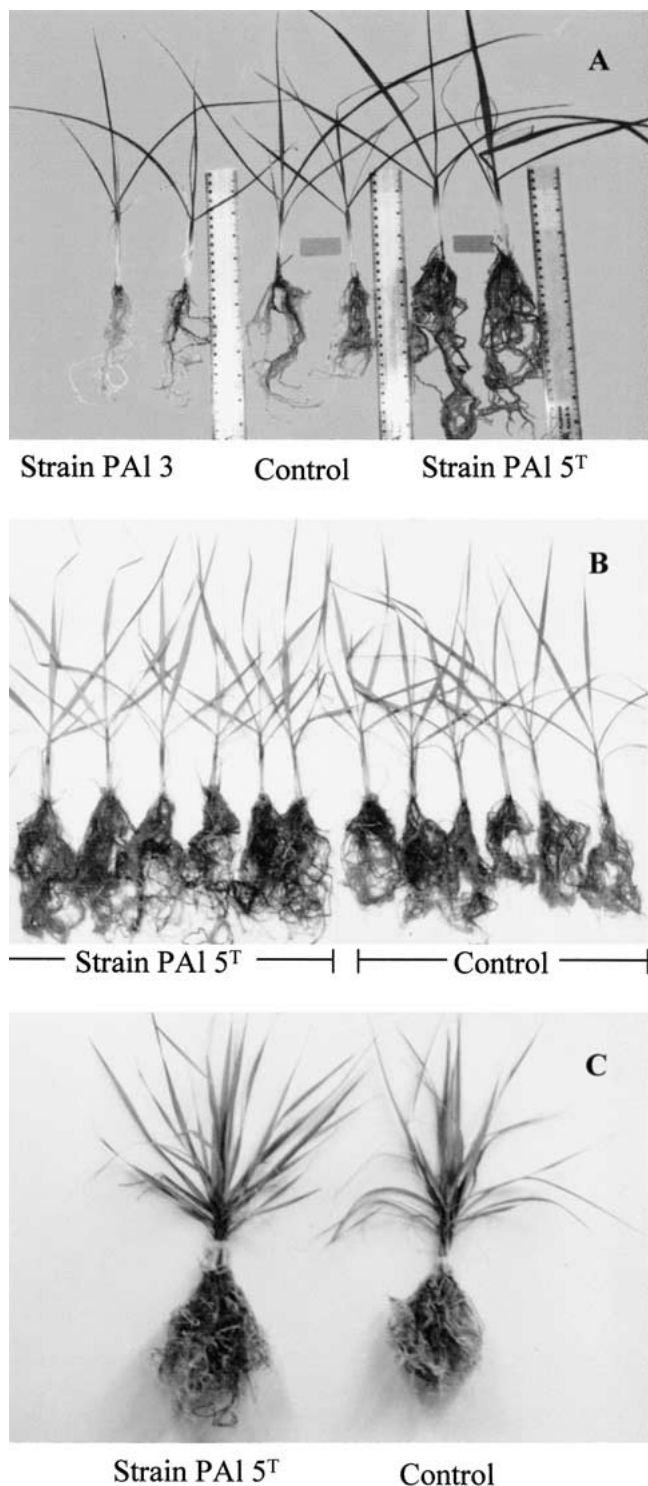 A
Strain PAl 3 Control Strain PAl 5ᵀ
B
Strain PAl 5ᵀ Control
C
Strain PAl 5ᵀ Control